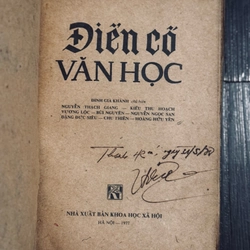 Điển cố
VĂN HỌC
ĐINH GIA KHÁNH chủ biên
NGUYỄN THẠCH GIANG — KIỀU THU HOẠCH
VƯƠNG LỘC — BÙI NGUYÊN — NGUYỄN NGỌC SAN
ĐẶNG ĐỨC SIÊU — CHU THIÊN — HOÀNG HỮU YÊN
NHÀ XUẤT BẢN KHOA HỌC XÃ HỘI
HÀ NỘI — 1977